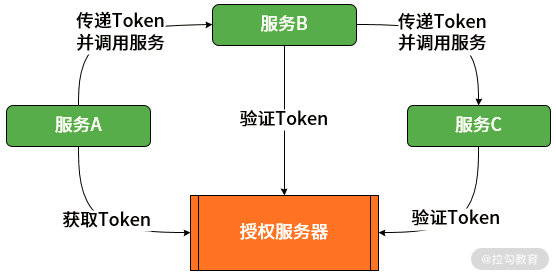 传递Token
并调用服务
服务B
传递Token
并调用服务
服务A
验证Token
服务C
获取Token
授权服务器
验证Token
@拉勾教育